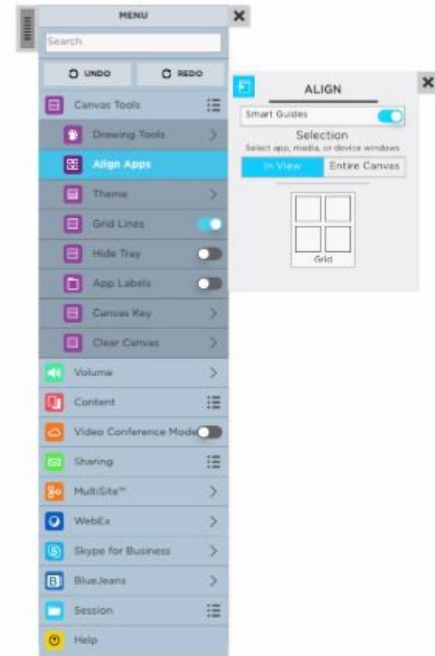 MENU
Search
UNDO REDO
Canvas Tools
Drawing Tools
Align Apps
Theme
Grid Lines
Hide Tray
App Labels
Canvas Key
Clear Canvas
Volume
Content
Video Conference Mode
Sharing
MultiSite™
WebEx
Skype for Business
BlueJeans
Session
Help
ALIGN
Smart Guides
Selection
Select app, media, or device windows
In View Entire Canvas
Grid